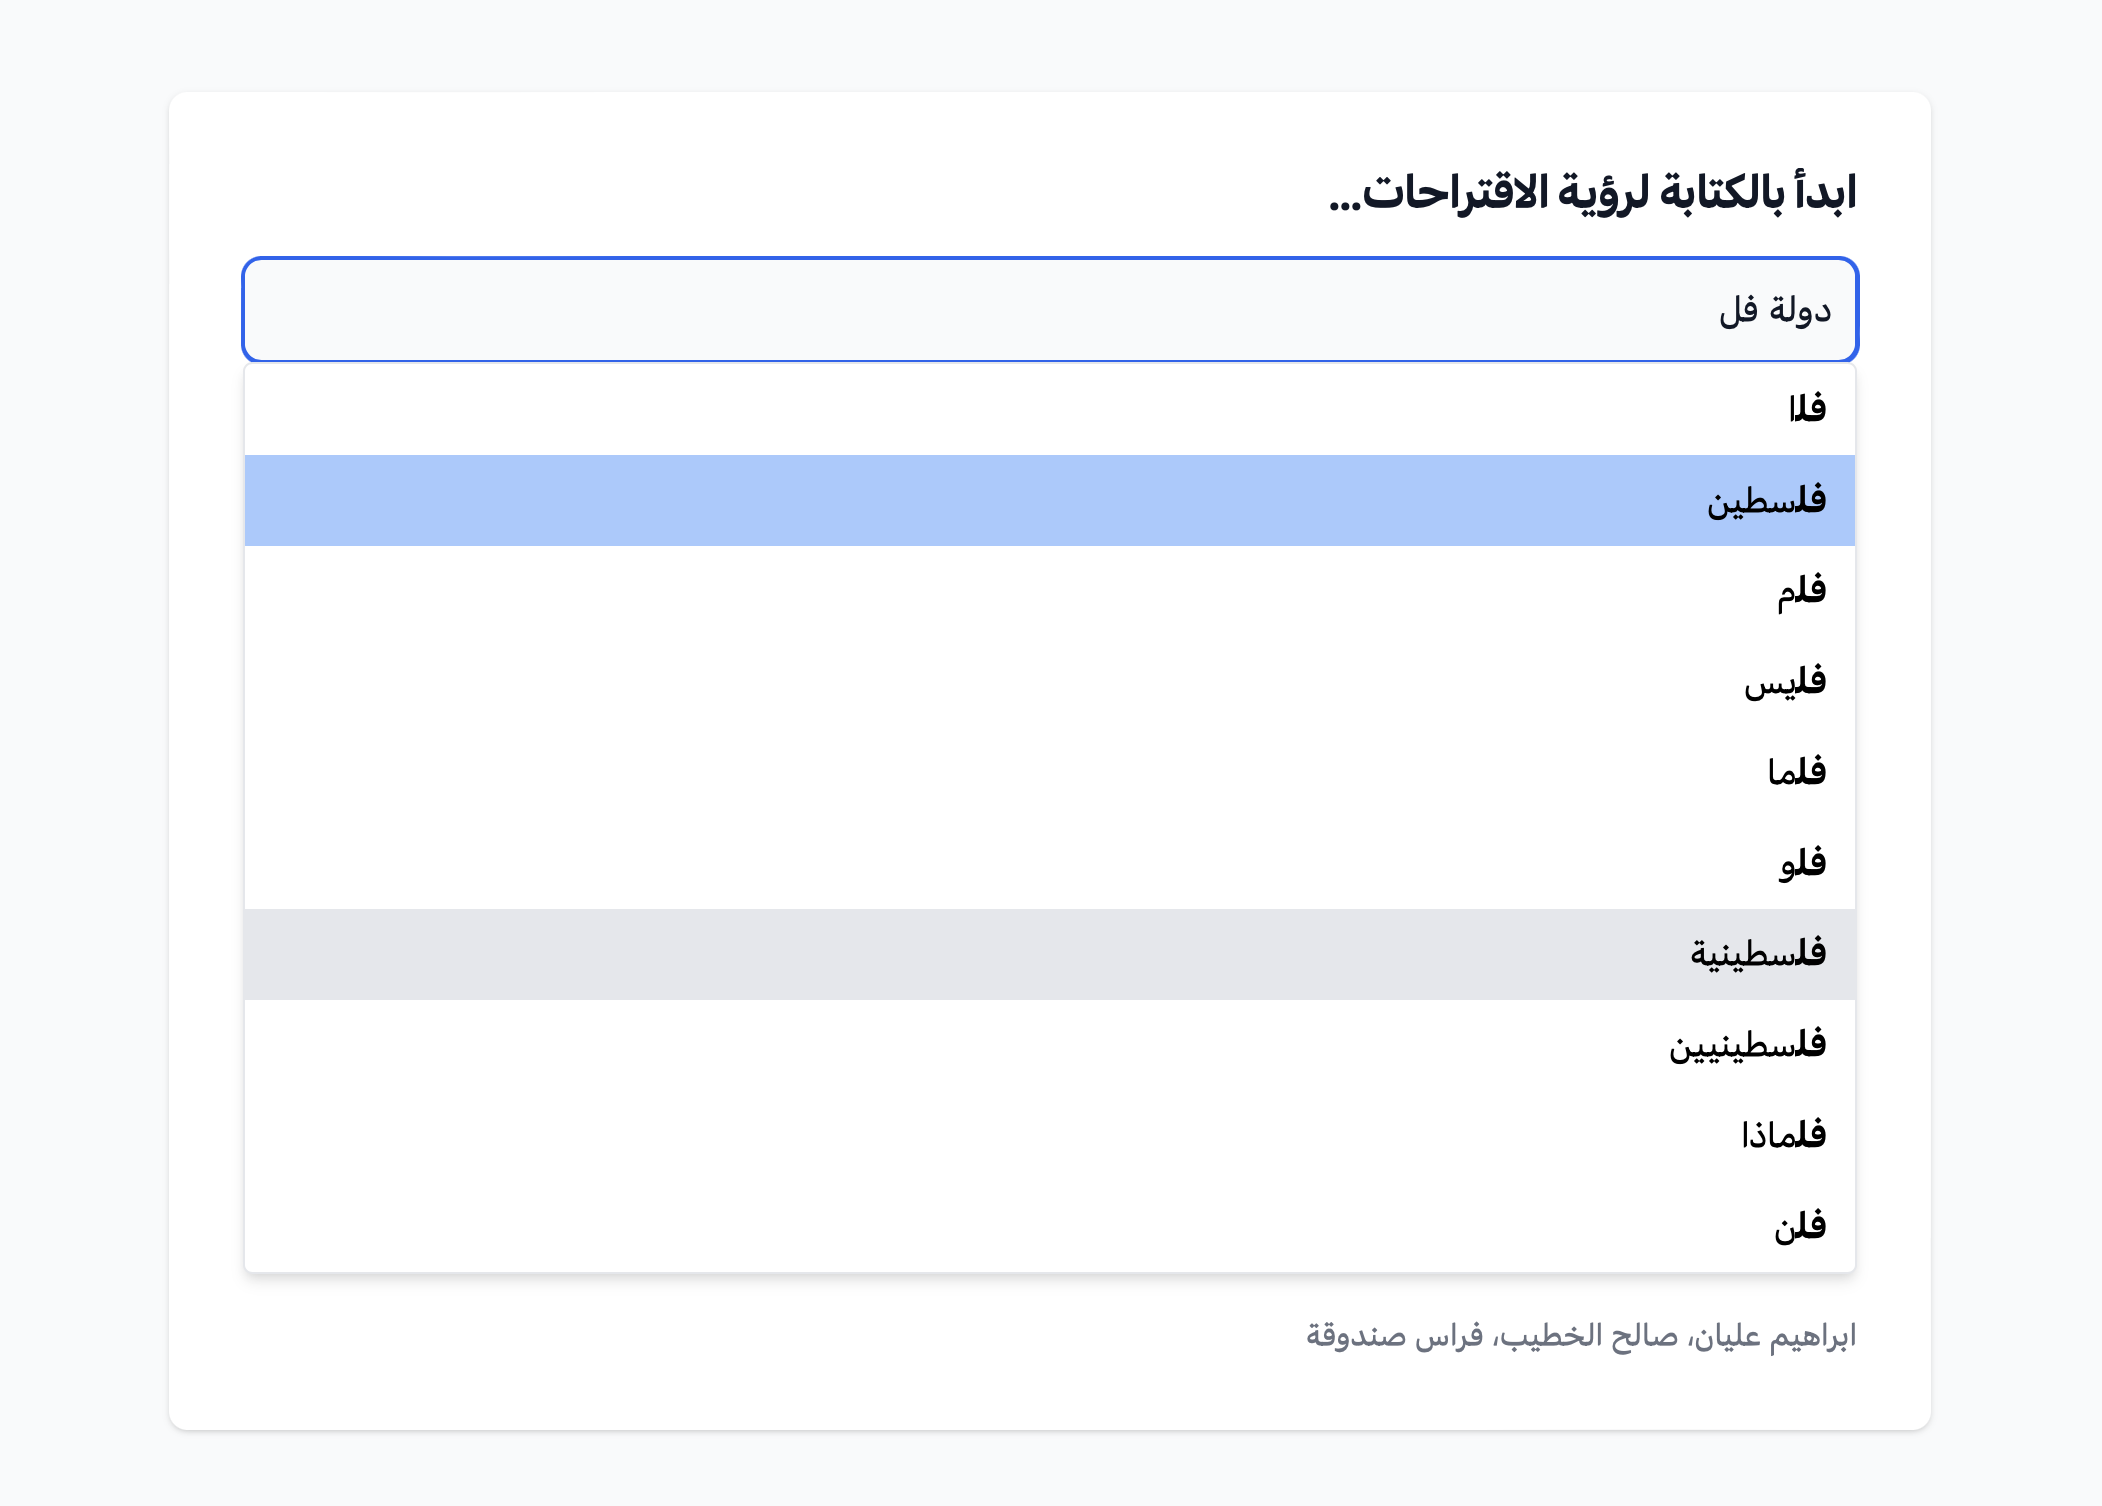 ابدأ بالكتابة لرؤية الاقتراحات...
دولة فل
فلا
فلسطين
فلم
فليس
فلما
فلو
فلسطينية
فلسطينيين
فلماذا
فلن
ابراهيم عليان، صالح الخطيب، فراس صندوقة